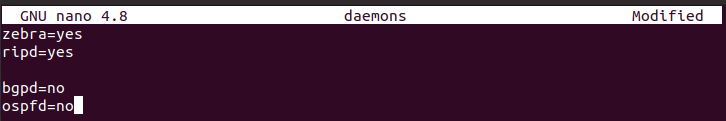 GNU nano 4.8 daemons Modified
zebra=yes
ripd=yes
bgpd=no
ospfd=no